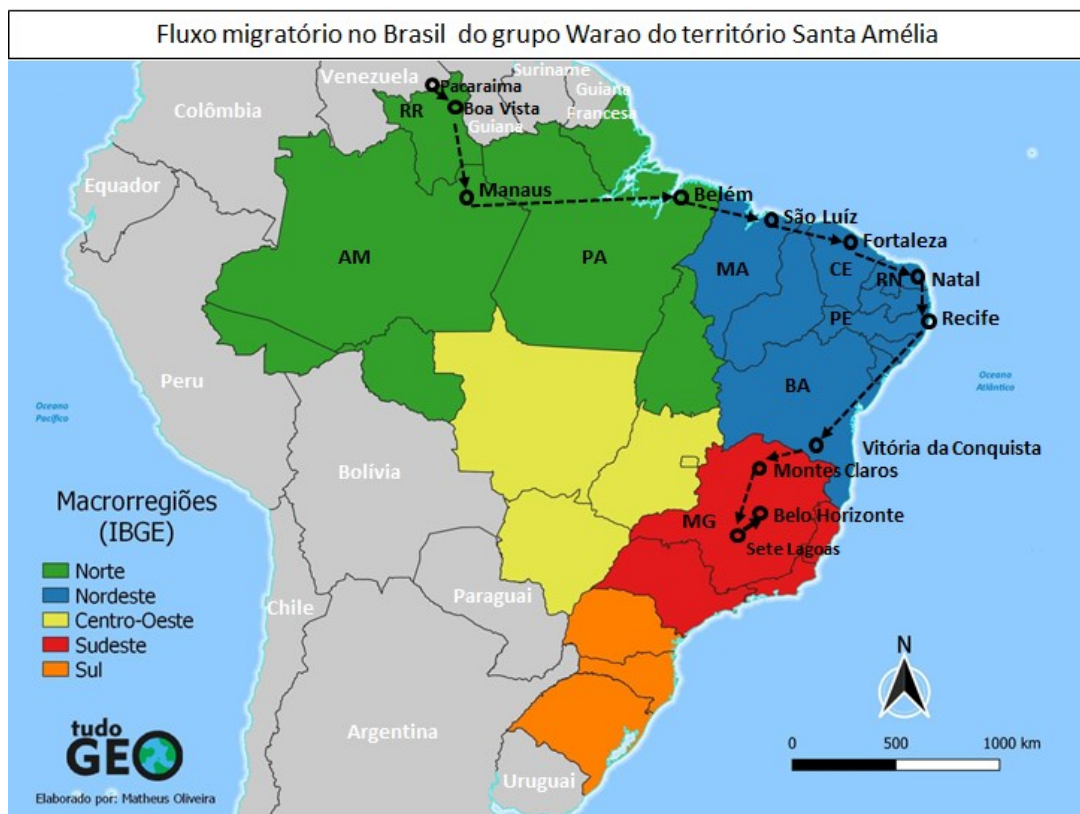 Fluxo migratório no Brasil do grupo Warao do território Santa Amélia
Venezuela
Suriname
Guiana
Francesa
Colômbia
Pacaraima
RR
Boa Vista
Guiana
Equador
Manaus
Belém
São Luíz
Fortaleza
AM
PA
MA
CE
RN
Natal
PE
Recife
Peru
BA
Oceano
Pacífico
Oceano
Atlântico
Bolívia
Vitória da Conquista
Montes Claros
MG
Belo Horizonte
Sete Lagoas
Macrorregiões
(IBGE)
Norte
Nordeste
Centro-Oeste
Sudeste
Sul
Chile
Paraguai
Argentina
Uruguai
N
0 500 1000 km
tudo
GEO
Elaborado por: Matheus Oliveira